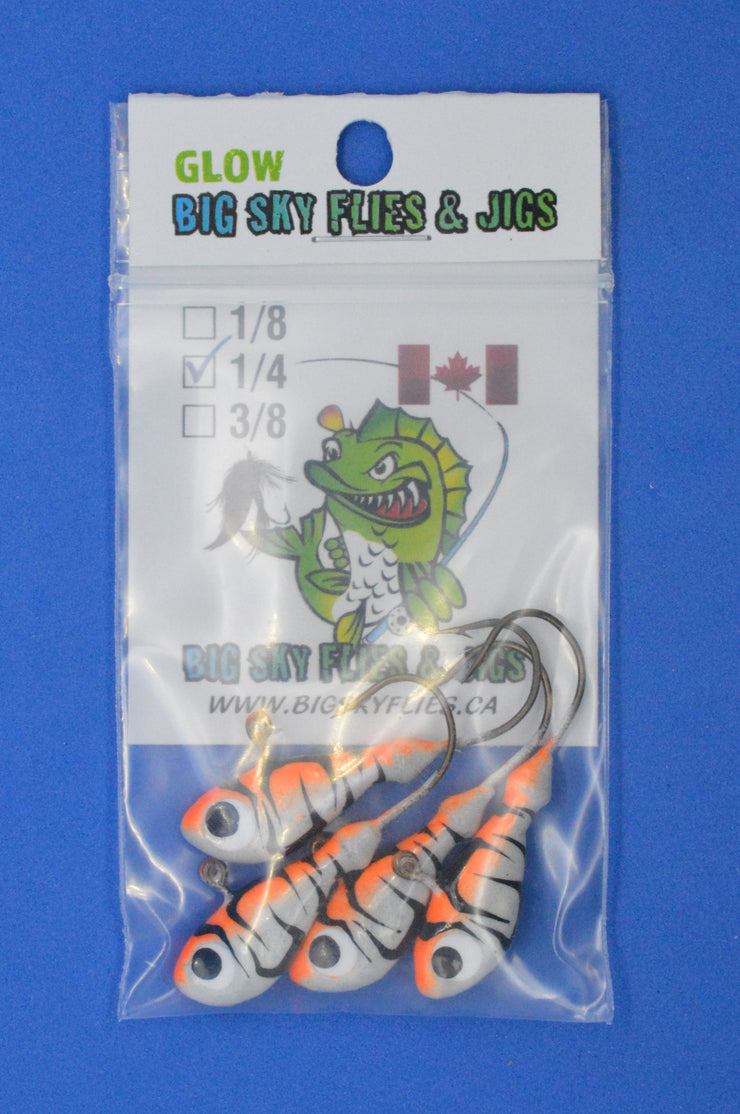 GLOW
BIG SKY FLIES & JIGS
1/8
1/4
3/8
BIG SKY FLIES & JIGS
WWW.BIGSKYFLIES.CA